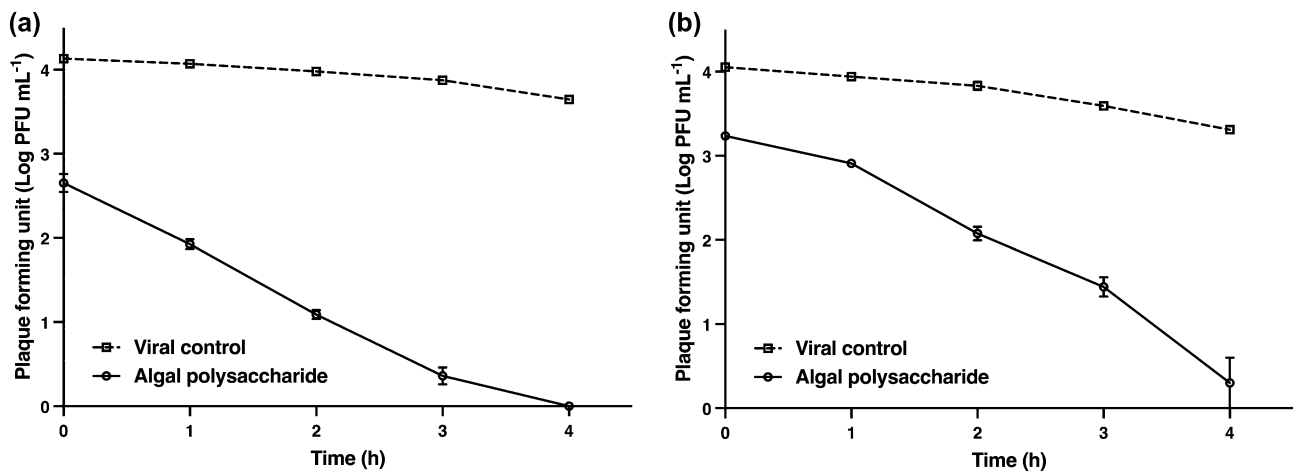 (a)
Plaque forming unit (Log PFU mL⁻¹)
4
3
2
1
0
Viral control
Algal polysaccharide
0 1 2 3 4
Time (h)
(b)
Plaque forming unit (Log PFU mL⁻¹)
4
3
2
1
0
Viral control
Algal polysaccharide
0 1 2 3 4
Time (h)